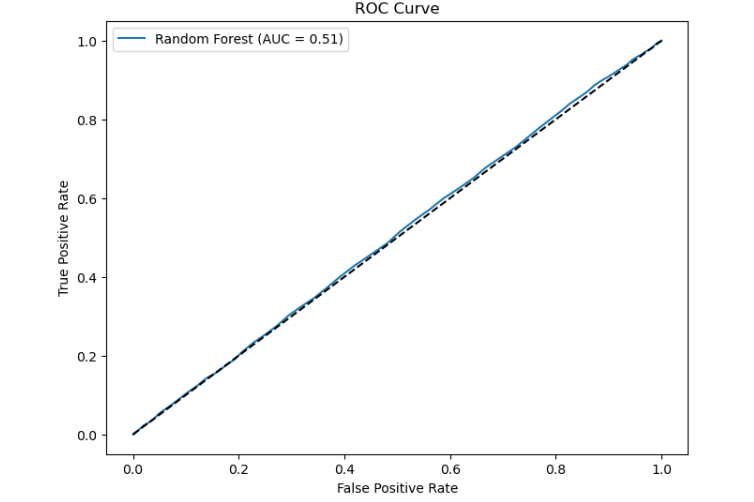 ROC Curve
Random Forest (AUC = 0.51)
True Positive Rate
1.0
0.8
0.6
0.4
0.2
0.0
0.0 0.2 0.4 0.6 0.8 1.0
False Positive Rate